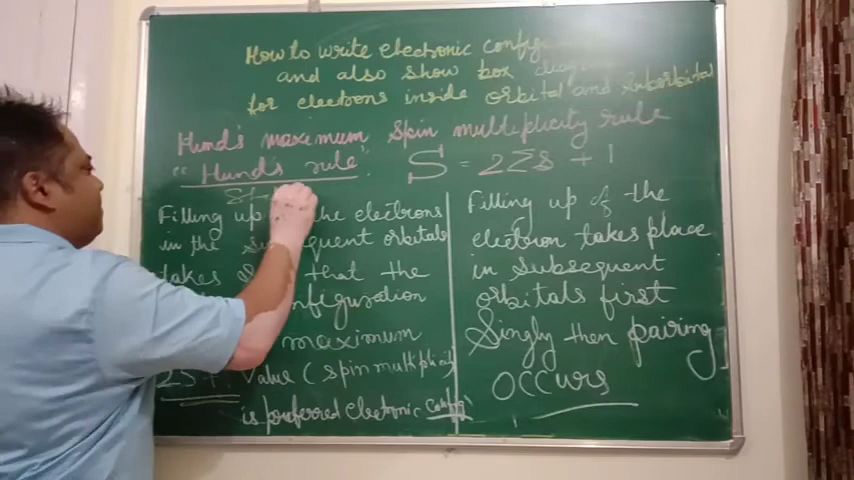 How to write electronic
and also show box
for electrons inside orbital and suborbital
Hund's maximum spin multiplicity rule
"Hund's rule" S = 2Σs + 1
Filling up the electrons
in the subsequent orbitals
takes that the
maximum
2S+1 value (spin multiplicity
is preferred electronic
Filling up of the
electron takes place
in Subsequent
orbitals first
Singly then pairing
occurs